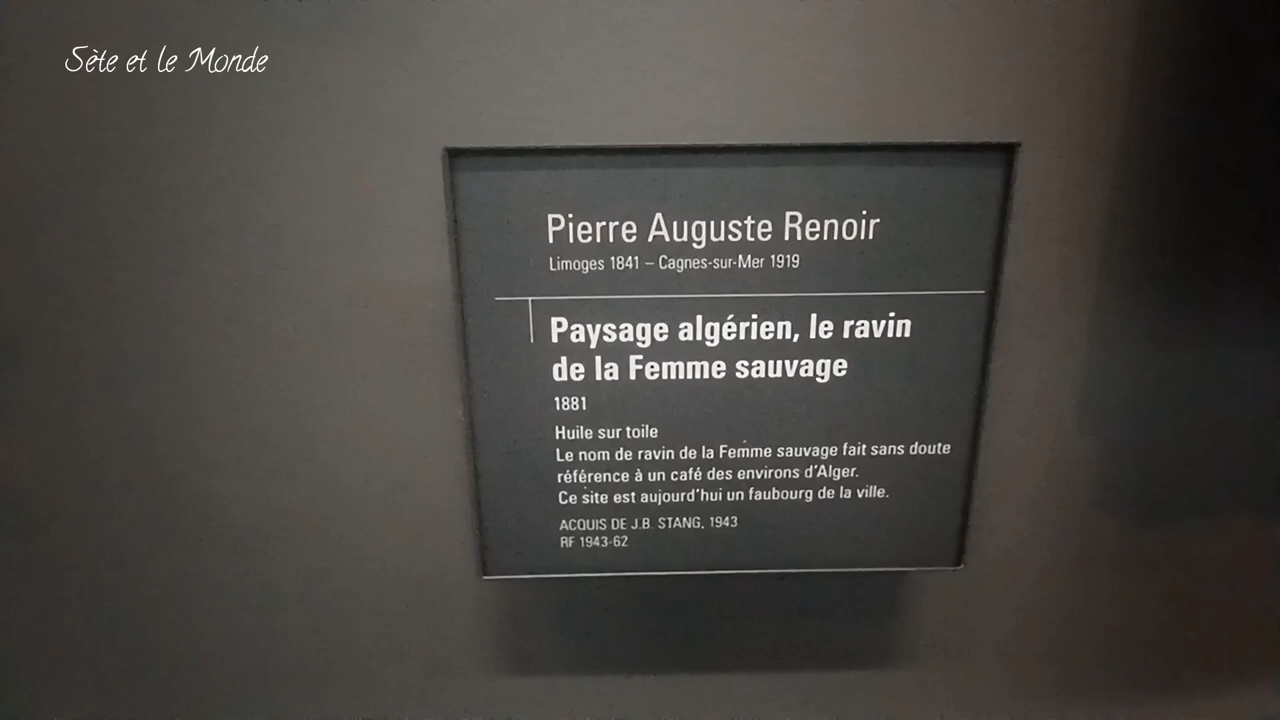 Sète et le Monde
Pierre Auguste Renoir
Limoges 1841 – Cagnes-sur-Mer 1919
Paysage algérien, le ravin
de la Femme sauvage
1881
Huile sur toile
Le nom de ravin de la Femme sauvage fait sans doute
référence à un café des environs d'Alger.
Ce site est aujourd'hui un faubourg de la ville.
ACQUIS DE J.B. STANG, 1943
RF 1943-62